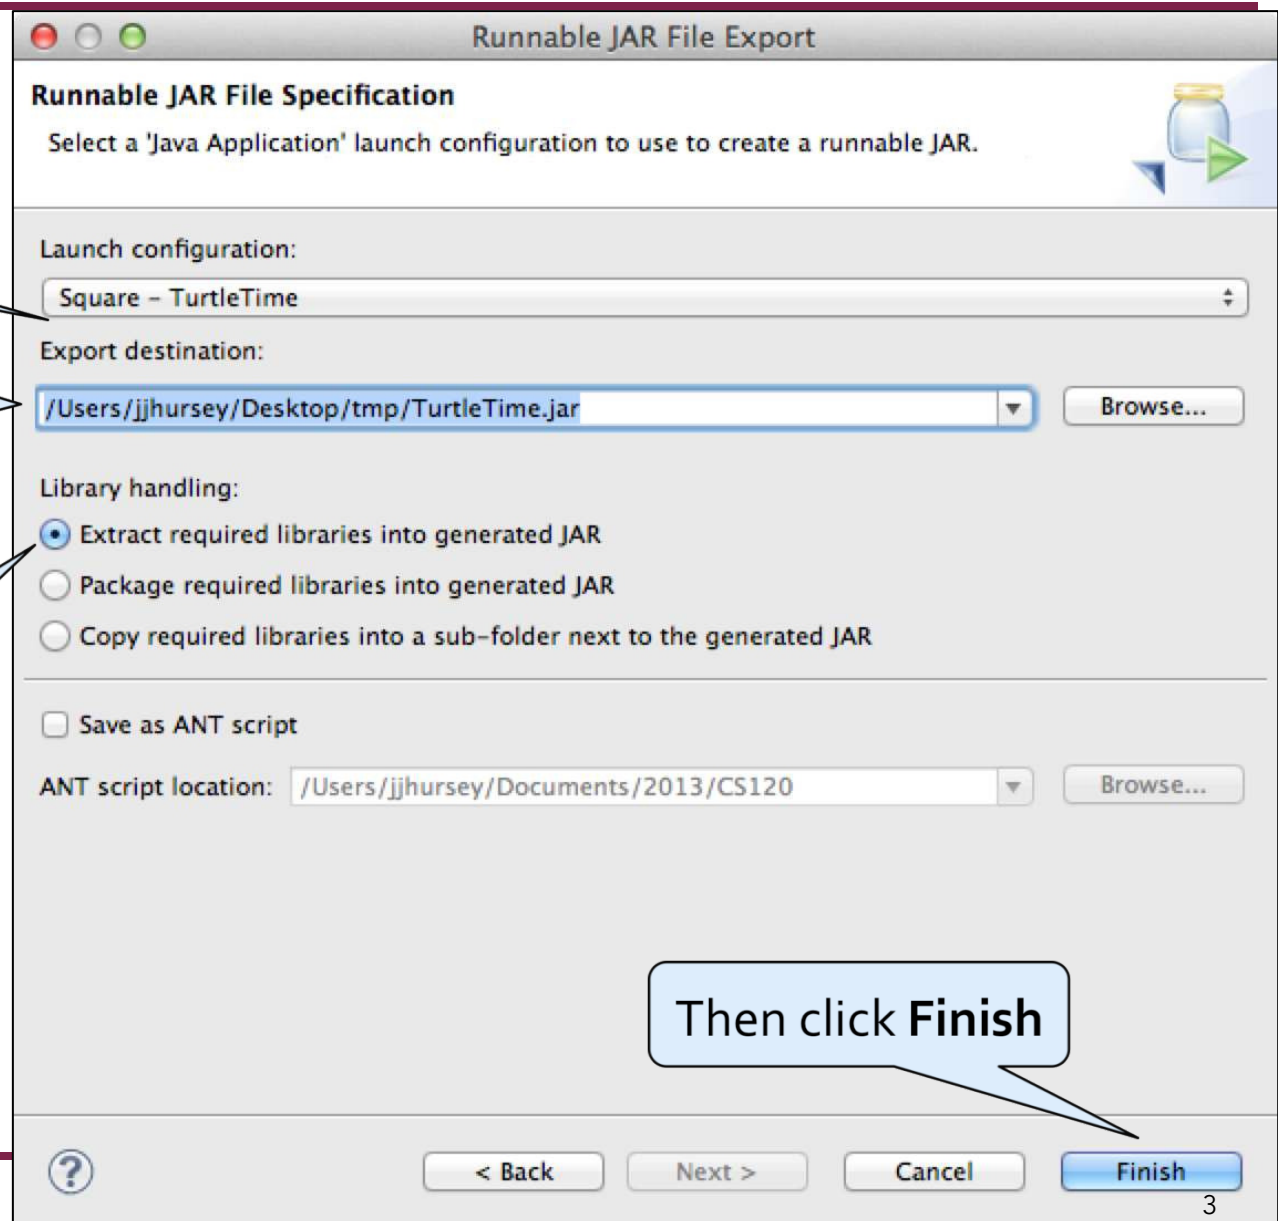 Runnable JAR File Export
Runnable JAR File Specification
Select a 'Java Application' launch configuration to use to create a runnable JAR.
Launch configuration:
Square – TurtleTime
Export destination:
/Users/jjhursey/Desktop/tmp/TurtleTime.jar
Browse...
Library handling:
Extract required libraries into generated JAR
Package required libraries into generated JAR
Copy required libraries into a sub-folder next to the generated JAR
Save as ANT script
ANT script location:
/Users/jjhursey/Documents/2013/CS120
Browse...
Then click Finish
?
< Back
Next >
Cancel
Finish
3